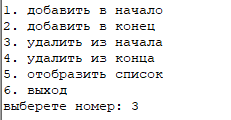 1. добавить в начало
2. добавить в конец
3. удалить из начала
4. удалить из конца
5. отобразить список
6. выход
выберете номер: 3